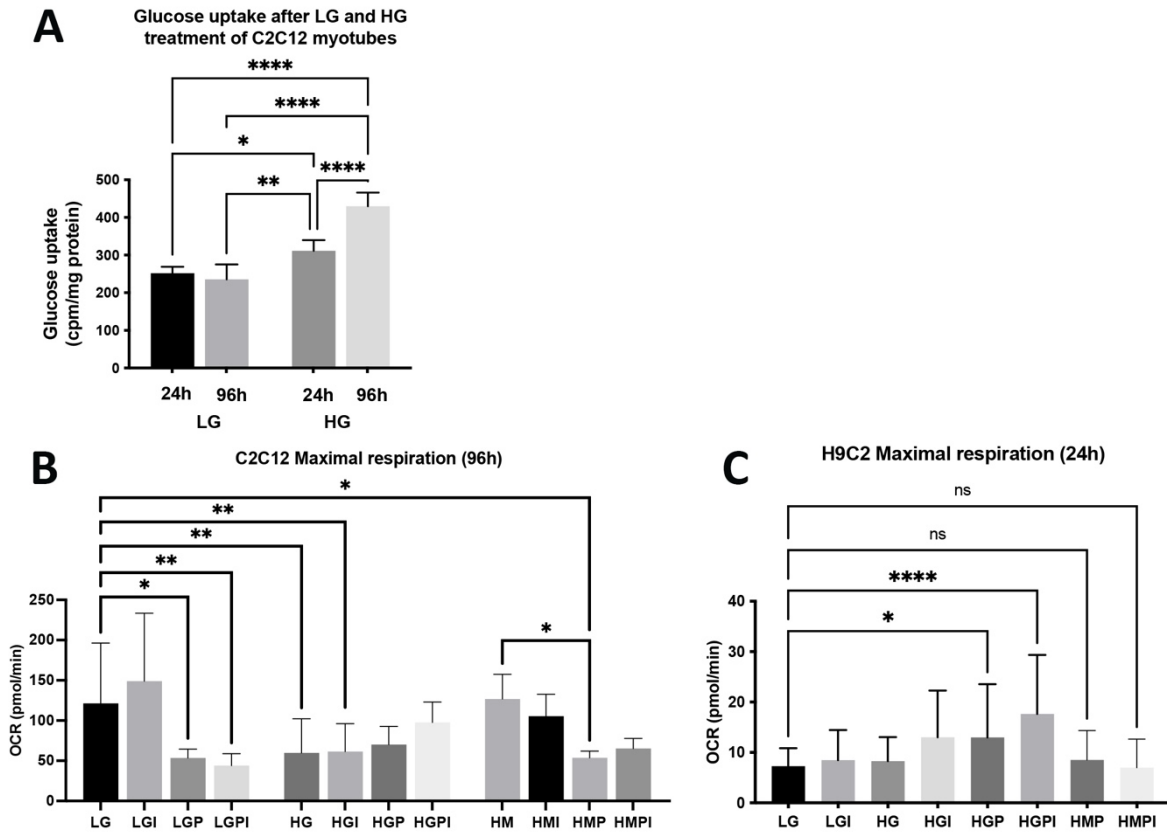 A
Glucose uptake after LG and HG
treatment of C2C12 myotubes
****
****
*
****
**
Glucose uptake
(cpm/mg protein)
500
400
300
200
100
0
24h 96h 24h 96h
LG HG
B
C2C12 Maximal respiration (96h)
*
**
**
**
*
*
OCR (pmol/min)
250
200
150
100
50
0
LG LGI LGP LGPI HG HGI HGP HGPI HM HMI HMP HMPI
C
H9C2 Maximal respiration (24h)
ns
ns
****
*
OCR (pmol/min)
40
30
20
10
0
LG LGI HG HGI HGP HGPI HMP HMPI